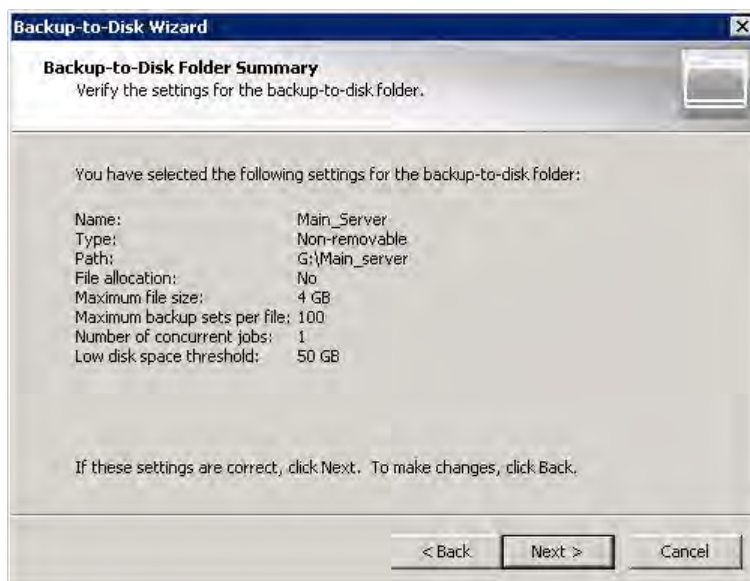 Backup-to-Disk Wizard
Backup-to-Disk Folder Summary
Verify the settings for the backup-to-disk folder.
You have selected the following settings for the backup-to-disk folder:
Name: Main_Server
Type: Non-removable
Path: G:\Main_server
File allocation: No
Maximum file size: 4 GB
Maximum backup sets per file: 100
Number of concurrent jobs: 1
Low disk space threshold: 50 GB
If these settings are correct, click Next. To make changes, click Back.
< Back Next > Cancel